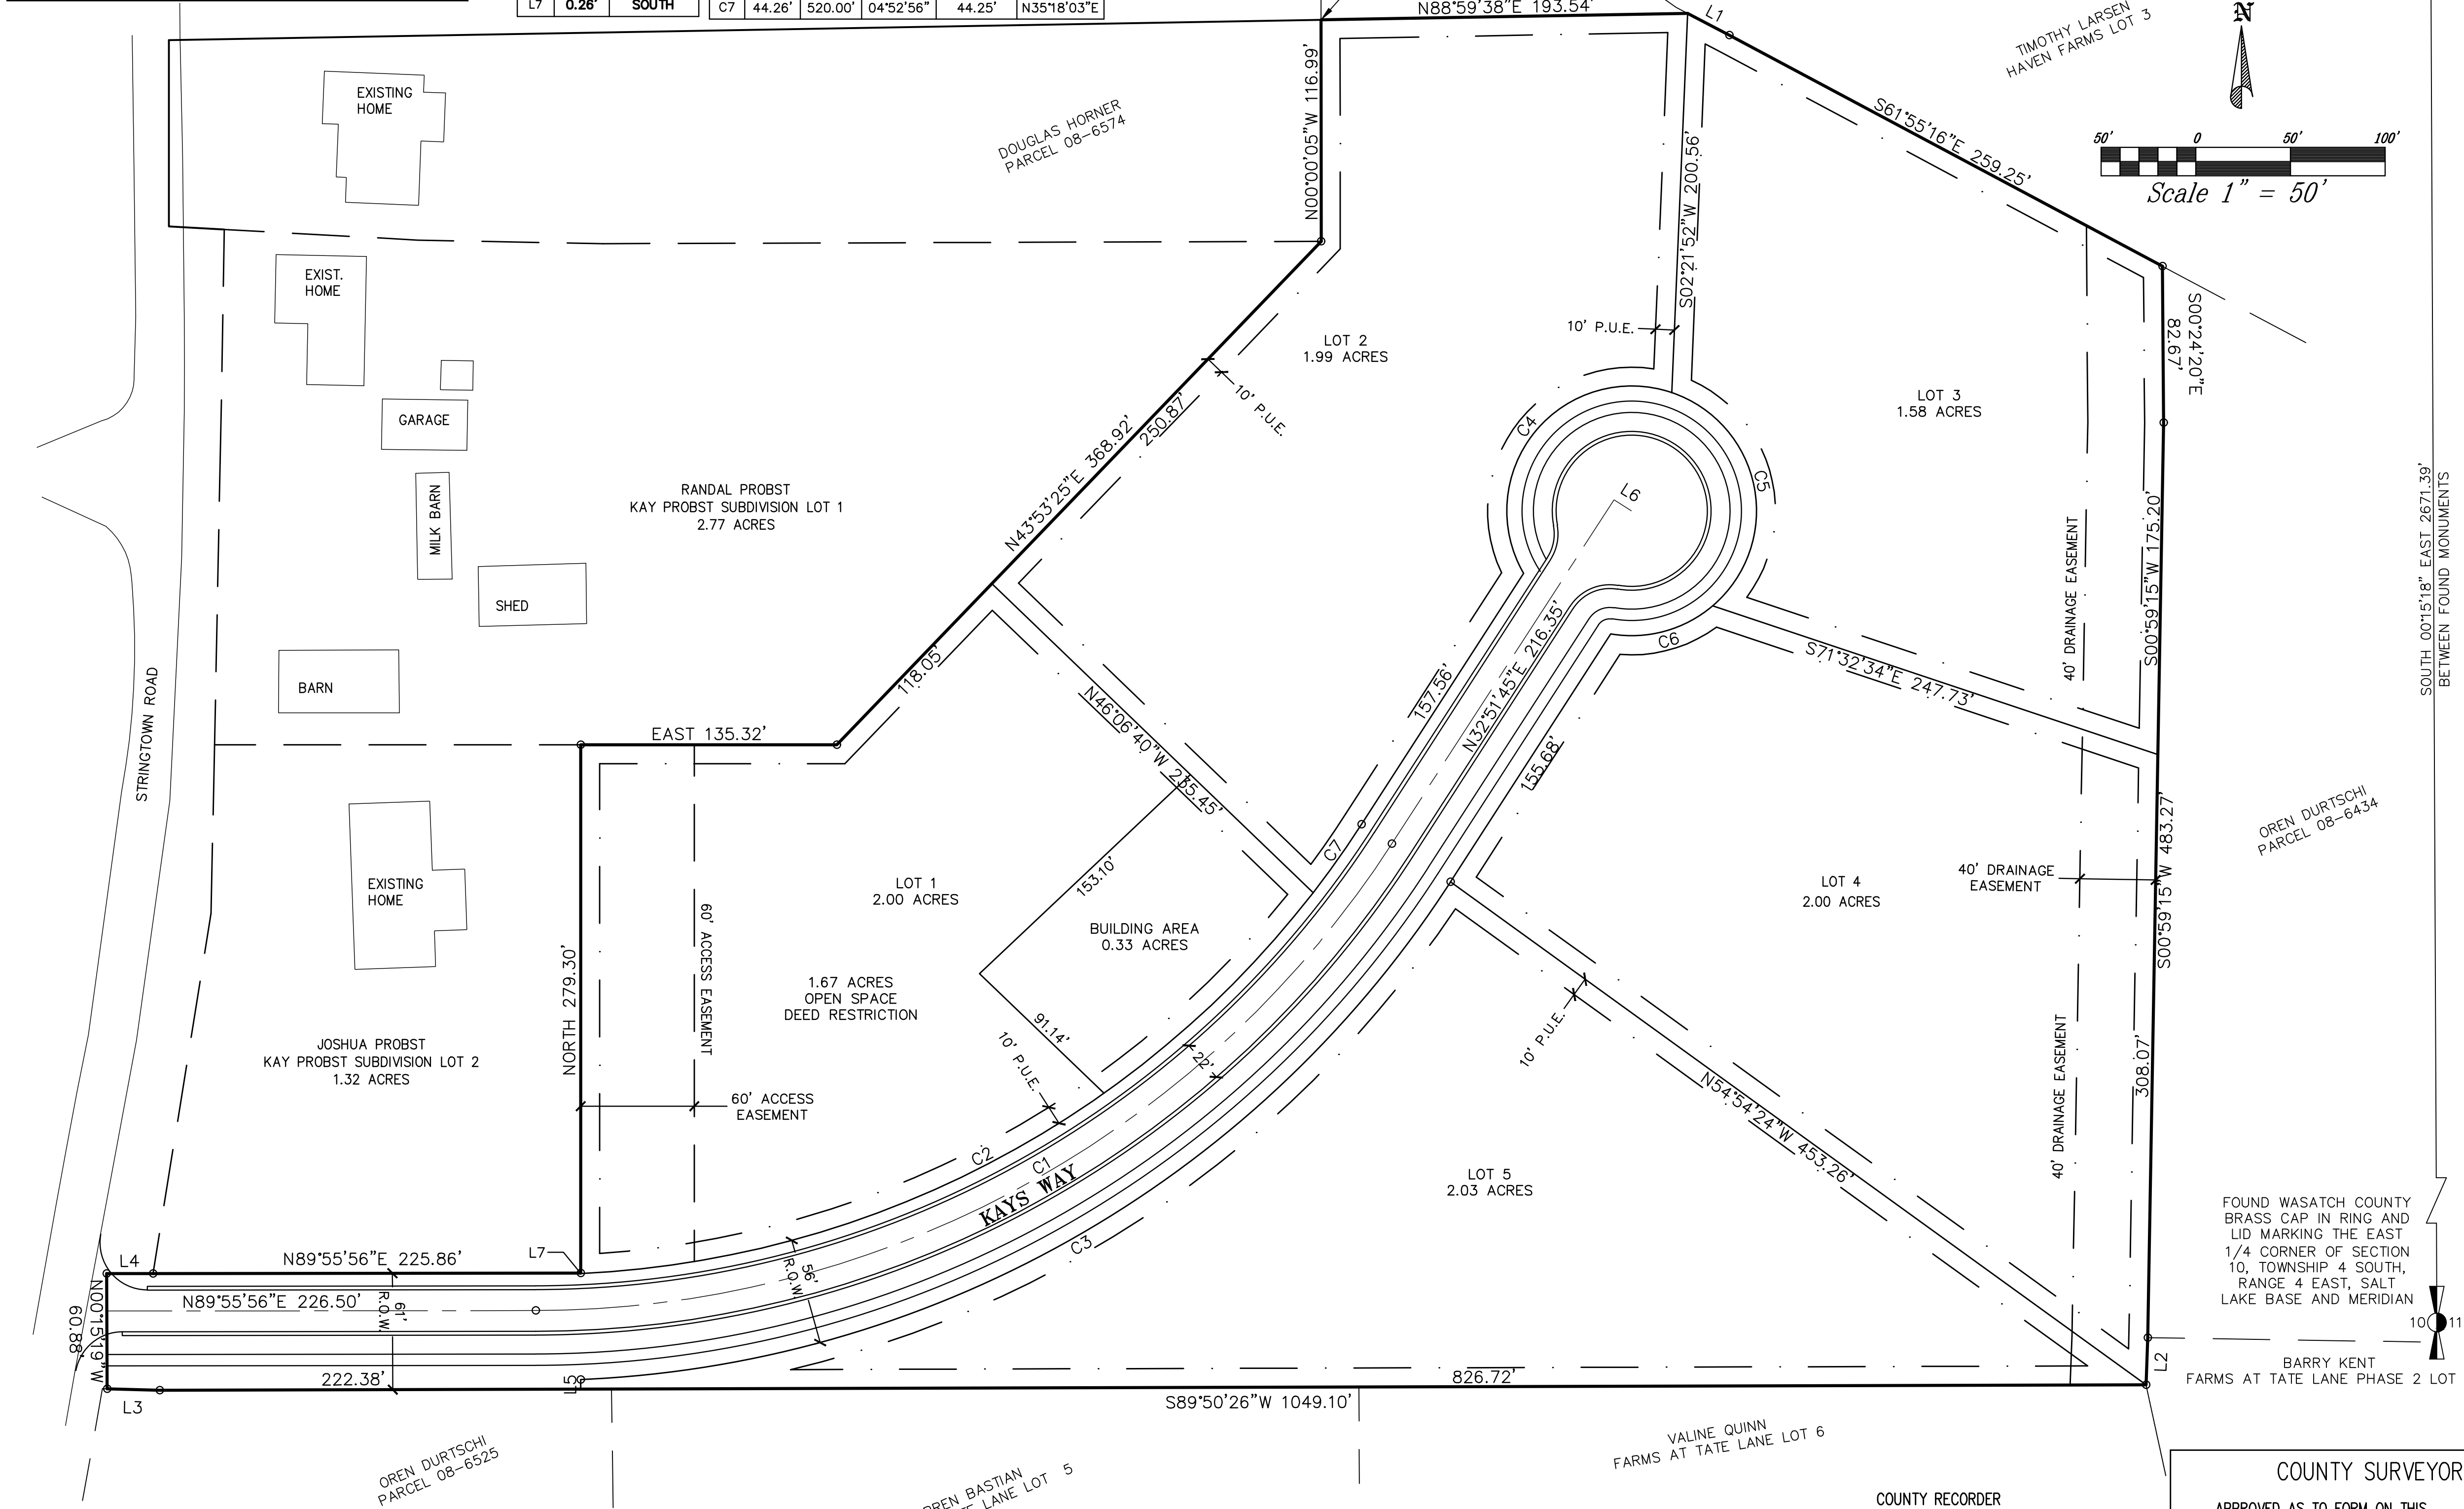 L7 0.26' SOUTH
C7 44.26' 520.00' 04°52'56" 44.25' N35°18'03"E
N88°59'38"E 193.54'
L1
TIMOTHY LARSEN
HAVEN FARMS LOT 3
N
50' 0 50' 100'
Scale 1" = 50'
EXISTING
HOME
DOUGLAS HORNER
PARCEL 08-6574
N00°00'05"W 116.99'
S02°21'52"W 200.56'
S61°55'16"E 259.25'
S00°24'20"E
82.67'
EXIST.
HOME
GARAGE
MILK BARN
SHED
BARN
STRINGTOWN ROAD
RANDAL PROBST
KAY PROBST SUBDIVISION LOT 1
2.77 ACRES
N43°53'25"E 368.92'
250.87'
10' P.U.E.
118.05'
LOT 2
1.99 ACRES
10' P.U.E.
LOT 3
1.58 ACRES
C4
C5
L6
C6
40' DRAINAGE EASEMENT
S00°59'15"W 175.20'
SOUTH 00°15'18" EAST 2671.39'
BETWEEN FOUND MONUMENTS
S71°32'34"E 247.73'
157.56'
N32°51'45"E 216.35'
155.68'
EAST 135.32'
N46°06'40"W 235.45'
C7
OREN DURTSCHI
PARCEL 08-6434
EXISTING
HOME
NORTH 279.30'
60' ACCESS EASEMENT
LOT 1
2.00 ACRES
153.10'
BUILDING AREA
0.33 ACRES
LOT 4
2.00 ACRES
40' DRAINAGE
EASEMENT
S00°59'15"W 483.27'
1.67 ACRES
OPEN SPACE
DEED RESTRICTION
91.14'
10' P.U.E.
22'
10' P.U.E.
JOSHUA PROBST
KAY PROBST SUBDIVISION LOT 2
1.32 ACRES
60' ACCESS
EASEMENT
N54°54'24"W 453.26'
40' DRAINAGE EASEMENT
308.07'
C2
C1
KAYS WAY
C3
LOT 5
2.03 ACRES
FOUND WASATCH COUNTY
BRASS CAP IN RING AND
LID MARKING THE EAST
1/4 CORNER OF SECTION
10, TOWNSHIP 4 SOUTH,
RANGE 4 EAST, SALT
LAKE BASE AND MERIDIAN
10 11
L4
N89°55'56"E 225.86'
L7
N89°55'56"E 226.50'
61'
R.O.W.
56'
R.O.W.
N00°15'19"W
60.88'
L3
222.38'
L5
S89°50'26"W 1049.10'
826.72'
L2
BARRY KENT
FARMS AT TATE LANE PHASE 2 LOT
OREN DURTSCHI
PARCEL 08-6525
BASTIAN
LANE LOT 5
VALINE QUINN
FARMS AT TATE LANE LOT 6
COUNTY RECORDER
COUNTY SURVEYOR
APPROVED AS TO FORM ON THIS